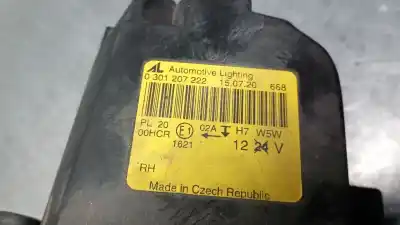 AL Automotive Lighting
0 301 207 222 15.07.20 668
PL 20 E1 02A H7 W5W
00HCR 1621 12 24 V
RH
Made in Czech Republic